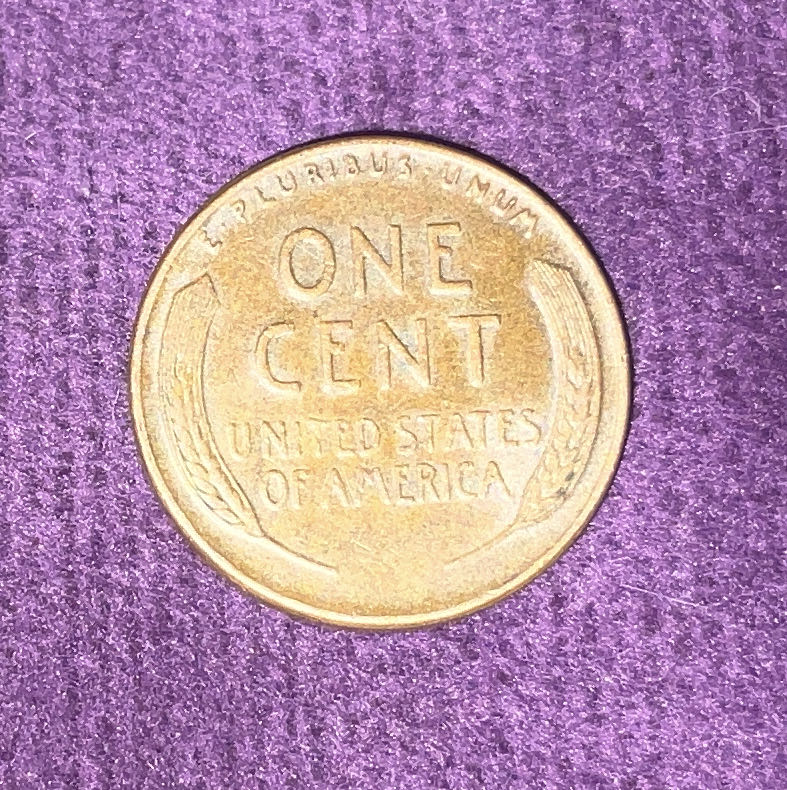 E·PLURIBUS·UNUM
ONE
CENT
UNITED STATES
OF AMERICA